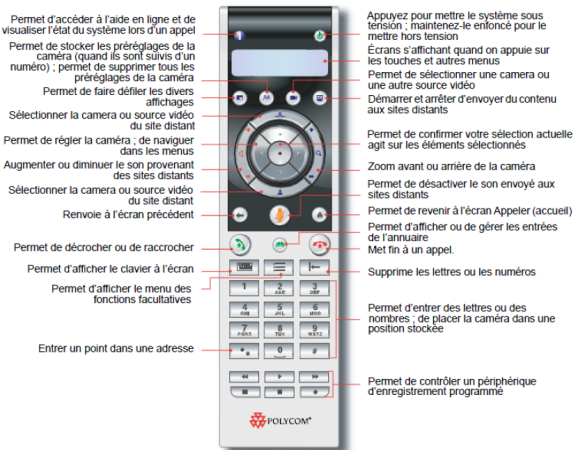 Permet d'accéder à l'aide en ligne et de
visualiser l'état du système lors d'un appel
Permet de stocker les préréglages de la
caméra (quand ils sont suivis d'un
numéro) ; permet de supprimer tous les
préréglages de la caméra
Permet de faire défiler les divers
affichages
Sélectionner la camera ou source vidéo
du site distant
Permet de régler la caméra ; de naviguer
dans les menus
Augmenter ou diminuer le son provenant
des sites distants
Sélectionner la camera ou source vidéo
du site distant
Renvoie à l'écran précédent
Permet de décrocher ou de raccrocher
Permet d'afficher le clavier à l'écran
Permet d'afficher le menu des
fonctions facultatives
Entrer un point dans une adresse
Appuyez pour mettre le système sous
tension ; maintenez-le enfoncé pour le
mettre hors tension
Écrans s'affichant quand on appuie sur
les touches et autres menus
Permet de sélectionner une camera ou
une autre source vidéo
Démarrer et arrêter d'envoyer du contenu
aux sites distants
Permet de confirmer votre sélection actuelle
agit sur les éléments sélectionnés
Zoom avant ou arrière de la caméra
Permet de désactiver le son envoyé aux
sites distants
Permet de revenir à l'écran Appeler (accueil)
Permet d'afficher ou de gérer les entrées
de l'annuaire
Met fin à un appel.
Supprime les lettres ou les numéros
Permet d'entrer des lettres ou des
nombres ; de placer la caméra dans une
position stockée
Permet de contrôler un périphérique
d'enregistrement programmé
1 2 ABC 3 DEF
4 GHI 5 JKL 6 MNO
7 PQRS 8 TUV 9 WXYZ
0 #
POLYCOM